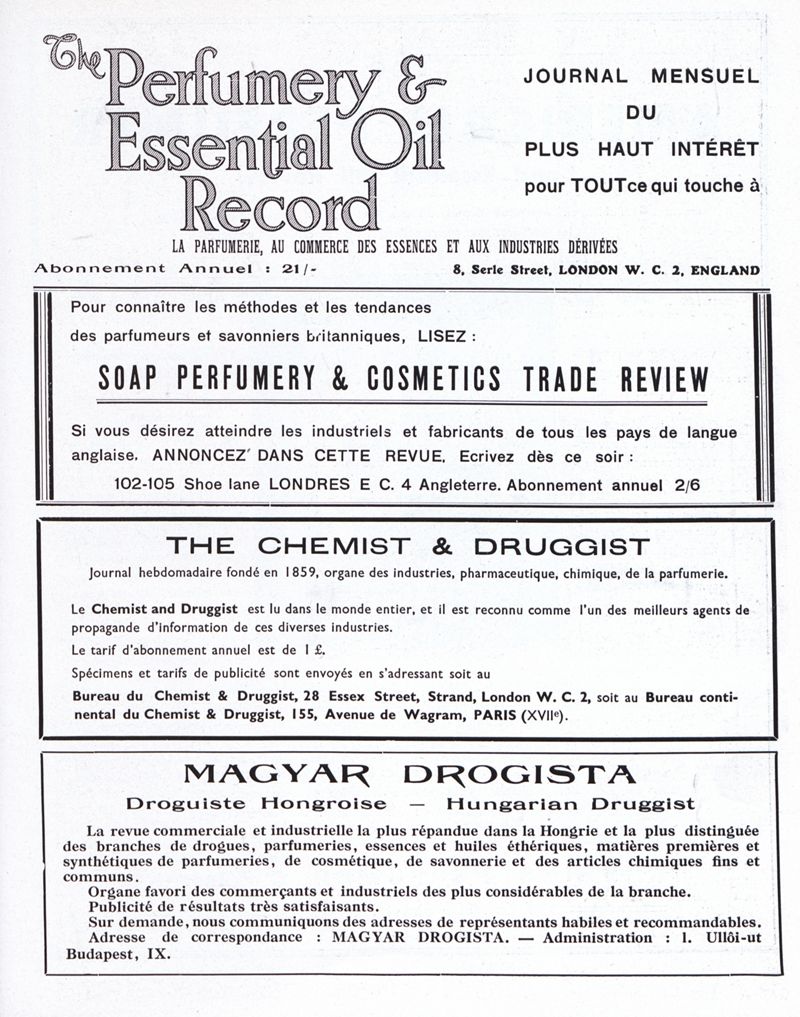 The
Perfumery &
Essential Oil
Record
JOURNAL MENSUEL
DU
PLUS HAUT INTÉRÊT
pour TOUT ce qui touche à
LA PARFUMERIE, AU COMMERCE DES ESSENCES ET AUX INDUSTRIES DÉRIVÉES
Abonnement Annuel : 21/-
8, Serle Street, LONDON W. C. 2, ENGLAND
Pour connaître les méthodes et les tendances
des parfumeurs et savonniers britanniques, LISEZ :
SOAP PERFUMERY & COSMETICS TRADE REVIEW
Si vous désirez atteindre les industriels et fabricants de tous les pays de langue
anglaise. ANNONCEZ DANS CETTE REVUE. Ecrivez dès ce soir :
102-105 Shoe lane LONDRES E C. 4 Angleterre. Abonnement annuel 2/6
THE CHEMIST & DRUGGIST
Journal hebdomadaire fondé en 1859, organe des industries, pharmaceutique, chimique, de la parfumerie.
Le Chemist and Druggist est lu dans le monde entier, et il est reconnu comme l'un des meilleurs agents de
propagande d'information de ces diverses industries.
Le tarif d'abonnement annuel est de 1 £.
Spécimens et tarifs de publicité sont envoyés en s'adressant soit au
Bureau du Chemist & Druggist, 28 Essex Street, Strand, London W. C. 2, soit au Bureau conti-
nental du Chemist & Druggist, 155, Avenue de Wagram, PARIS (XVIIe).
MAGYAR DROGISTA
Droguiste Hongroise — Hungarian Druggist
La revue commerciale et industrielle la plus répandue dans la Hongrie et la plus distinguée
des branches de drogues, parfumeries, essences et huiles éthériques, matières premières et
synthétiques de parfumeries, de cosmétique, de savonnerie et des articles chimiques fins et
communs.
Organe favori des commerçants et industriels des plus considérables de la branche.
Publicité de résultats très satisfaisants.
Sur demande, nous communiquons des adresses de représentants habiles et recommandables.
Adresse de correspondance : MAGYAR DROGISTA. — Administration : 1. Ullôi-ut
Budapest, IX.